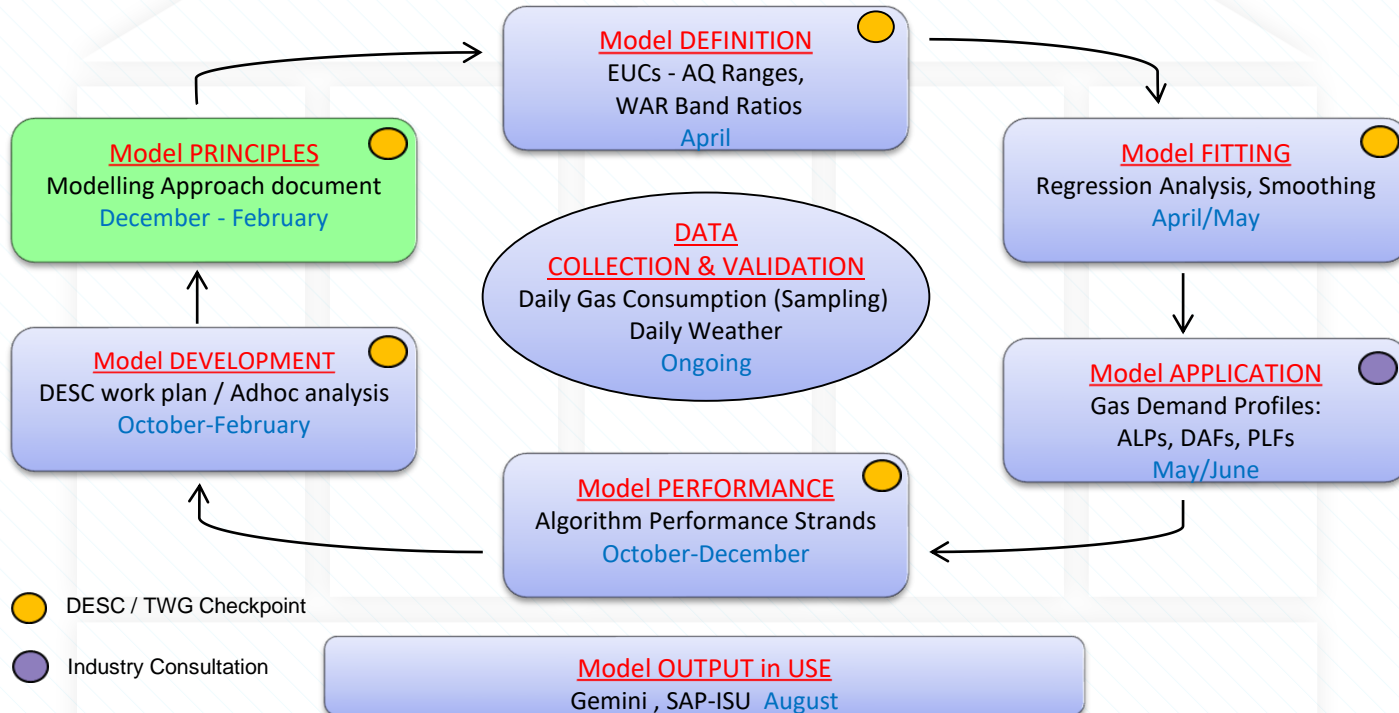 Model DEFINITION
EUCs - AQ Ranges,
WAR Band Ratios
April
Model PRINCIPLES
Modelling Approach document
December - February
Model FITTING
Regression Analysis, Smoothing
April/May
DATA
COLLECTION & VALIDATION
Daily Gas Consumption (Sampling)
Daily Weather
Ongoing
Model DEVELOPMENT
DESC work plan / Adhoc analysis
October-February
Model APPLICATION
Gas Demand Profiles:
ALPs, DAFs, PLFs
May/June
Model PERFORMANCE
Algorithm Performance Strands
October-December
DESC / TWG Checkpoint
Industry Consultation
Model OUTPUT in USE
Gemini , SAP-ISU August